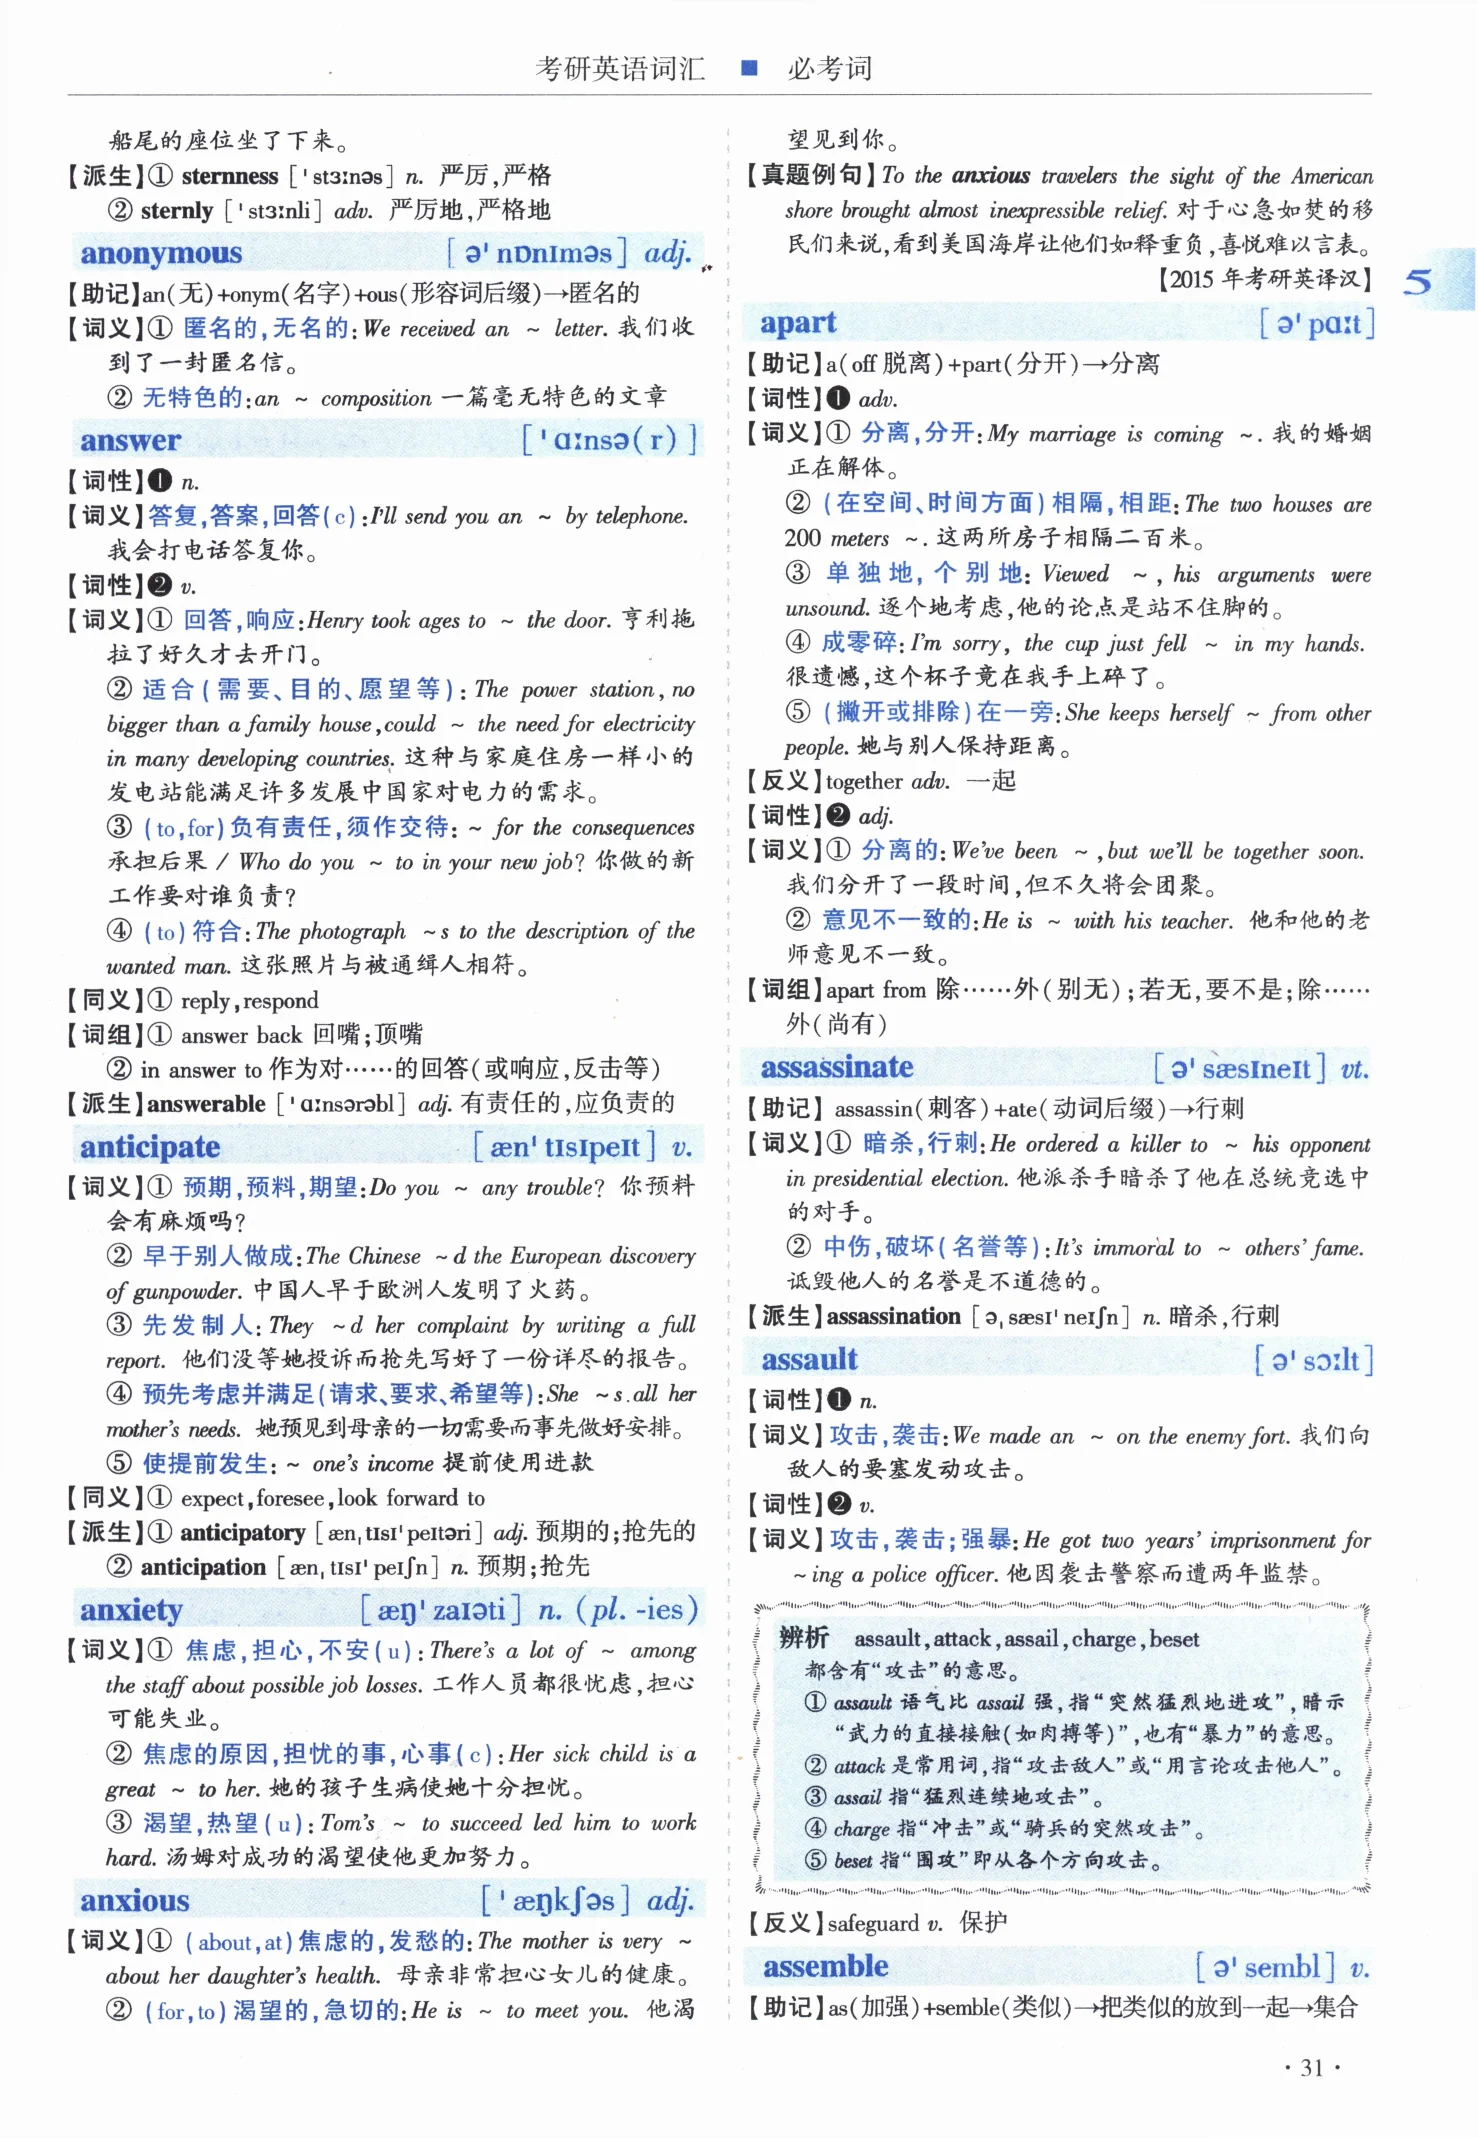 考研英语词汇 ■ 必考词
船尾的座位坐了下来。
【派生】① sternness [ˈstɜːnəs] n. 严厉,严格
② sternly [ˈstɜːnli] adv. 严厉地,严格地
anonymous [əˈnɒnɪməs] adj.
【助记】an(无)+onym(名字)+ous(形容词后缀)→匿名的
【词义】① 匿名的,无名的:We received an ~ letter. 我们收
到了一封匿名信。
② 无特色的:an ~ composition 一篇毫无特色的文章
answer [ˈɑːnsə(r)]
【词性】❶ n.
【词义】答复,答案,回答(c):I'll send you an ~ by telephone.
我会打电话答复你。
【词性】❷ v.
【词义】① 回答,响应:Henry took ages to ~ the door. 亨利拖
拉了好久才去开门。
② 适合(需要、目的、愿望等):The power station,no
bigger than a family house,could ~ the need for electricity
in many developing countries. 这种与家庭住房一样小的
发电站能满足许多发展中国家对电力的需求。
③ (to,for)负有责任,须作交待:~ for the consequences
承担后果 / Who do you ~ to in your new job? 你做的新
工作要对谁负责?
④ (to)符合:The photograph ~s to the description of the
wanted man. 这张照片与被通缉人相符。
【同义】① reply,respond
【词组】① answer back 回嘴;顶嘴
② in answer to 作为对……的回答(或响应,反击等)
【派生】answerable [ˈɑːnsərəbl] adj. 有责任的,应负责的
anticipate [ænˈtɪsɪpeɪt] v.
【词义】① 预期,预料,期望:Do you ~ any trouble? 你预料
会有麻烦吗?
② 早于别人做成:The Chinese ~d the European discovery
of gunpowder. 中国人早于欧洲人发明了火药。
③ 先发制人:They ~d her complaint by writing a full
report. 他们没等她投诉而抢先写好了一份详尽的报告。
④ 预先考虑并满足(请求、要求、希望等):She ~s.all her
mother's needs. 她预见到母亲的一切需要而事先做好安排。
⑤ 使提前发生:~ one's income 提前使用进款
【同义】① expect,foresee,look forward to
【派生】① anticipatory [ænˌtɪsɪˈpeɪtəri] adj. 预期的;抢先的
② anticipation [ænˌtɪsɪˈpeɪʃn] n. 预期;抢先
anxiety [æŋˈzaɪəti] n. (pl. -ies)
【词义】① 焦虑,担心,不安(u):There's a lot of ~ among
the staff about possible job losses. 工作人员都很忧虑,担心
可能失业。
② 焦虑的原因,担忧的事,心事(c):Her sick child is a
great ~ to her. 她的孩子生病使她十分担忧。
③ 渴望,热望(u):Tom's ~ to succeed led him to work
hard. 汤姆对成功的渴望使他更加努力。
anxious [ˈæŋkʃəs] adj.
【词义】① (about,at)焦虑的,发愁的:The mother is very ~
about her daughter's health. 母亲非常担心女儿的健康。
② (for,to)渴望的,急切的:He is ~ to meet you. 他渴
望见到你。
【真题例句】To the anxious travelers the sight of the American
shore brought almost inexpressible relief. 对于心急如焚的移
民们来说,看到美国海岸让他们如释重负,喜悦难以言表。
【2015 年考研英译汉】
5
apart [əˈpɑːt]
【助记】a(off 脱离)+part(分开)→分离
【词性】❶ adv.
【词义】① 分离,分开:My marriage is coming ~. 我的婚姻
正在解体。
② (在空间、时间方面)相隔,相距:The two houses are
200 meters ~. 这两所房子相隔二百米。
③ 单独地,个别地:Viewed ~, his arguments were
unsound. 逐个地考虑,他的论点是站不住脚的。
④ 成零碎:I'm sorry, the cup just fell ~ in my hands.
很遗憾,这个杯子竟在我手上碎了。
⑤ (撇开或排除)在一旁:She keeps herself ~ from other
people. 她与别人保持距离。
【反义】together adv. 一起
【词性】❷ adj.
【词义】① 分离的:We've been ~,but we'll be together soon.
我们分开了一段时间,但不久将会团聚。
② 意见不一致的:He is ~ with his teacher. 他和他的老
师意见不一致。
【词组】apart from 除……外(别无);若无,要不是;除……
外(尚有)
assassinate [əˈsæsɪneɪt] vt.
【助记】assassin(刺客)+ate(动词后缀)→行刺
【词义】① 暗杀,行刺:He ordered a killer to ~ his opponent
in presidential election. 他派杀手暗杀了他在总统竞选中
的对手。
② 中伤,破坏(名誉等):It's immoral to ~ others' fame.
诋毁他人的名誉是不道德的。
【派生】assassination [əˌsæsɪˈneɪʃn] n. 暗杀,行刺
assault [əˈsɔːlt]
【词性】❶ n.
【词义】攻击,袭击:We made an ~ on the enemy fort. 我们向
敌人的要塞发动攻击。
【词性】❷ v.
【词义】攻击,袭击;强暴:He got two years' imprisonment for
~ing a police officer. 他因袭击警察而遭两年监禁。
辨析 assault,attack,assail,charge,beset
都含有“攻击”的意思。
① assault 语气比 assail 强,指“突然猛烈地进攻”,暗示
“武力的直接接触(如肉搏等)”,也有“暴力”的意思。
② attack 是常用词,指“攻击敌人”或“用言论攻击他人”。
③ assail 指“猛烈连续地攻击”。
④ charge 指“冲击”或“骑兵的突然攻击”。
⑤ beset 指“围攻”即从各个方向攻击。
【反义】safeguard v. 保护
assemble [əˈsembl] v.
【助记】as(加强)+semble(类似)→把类似的放到一起→集合
· 31 ·